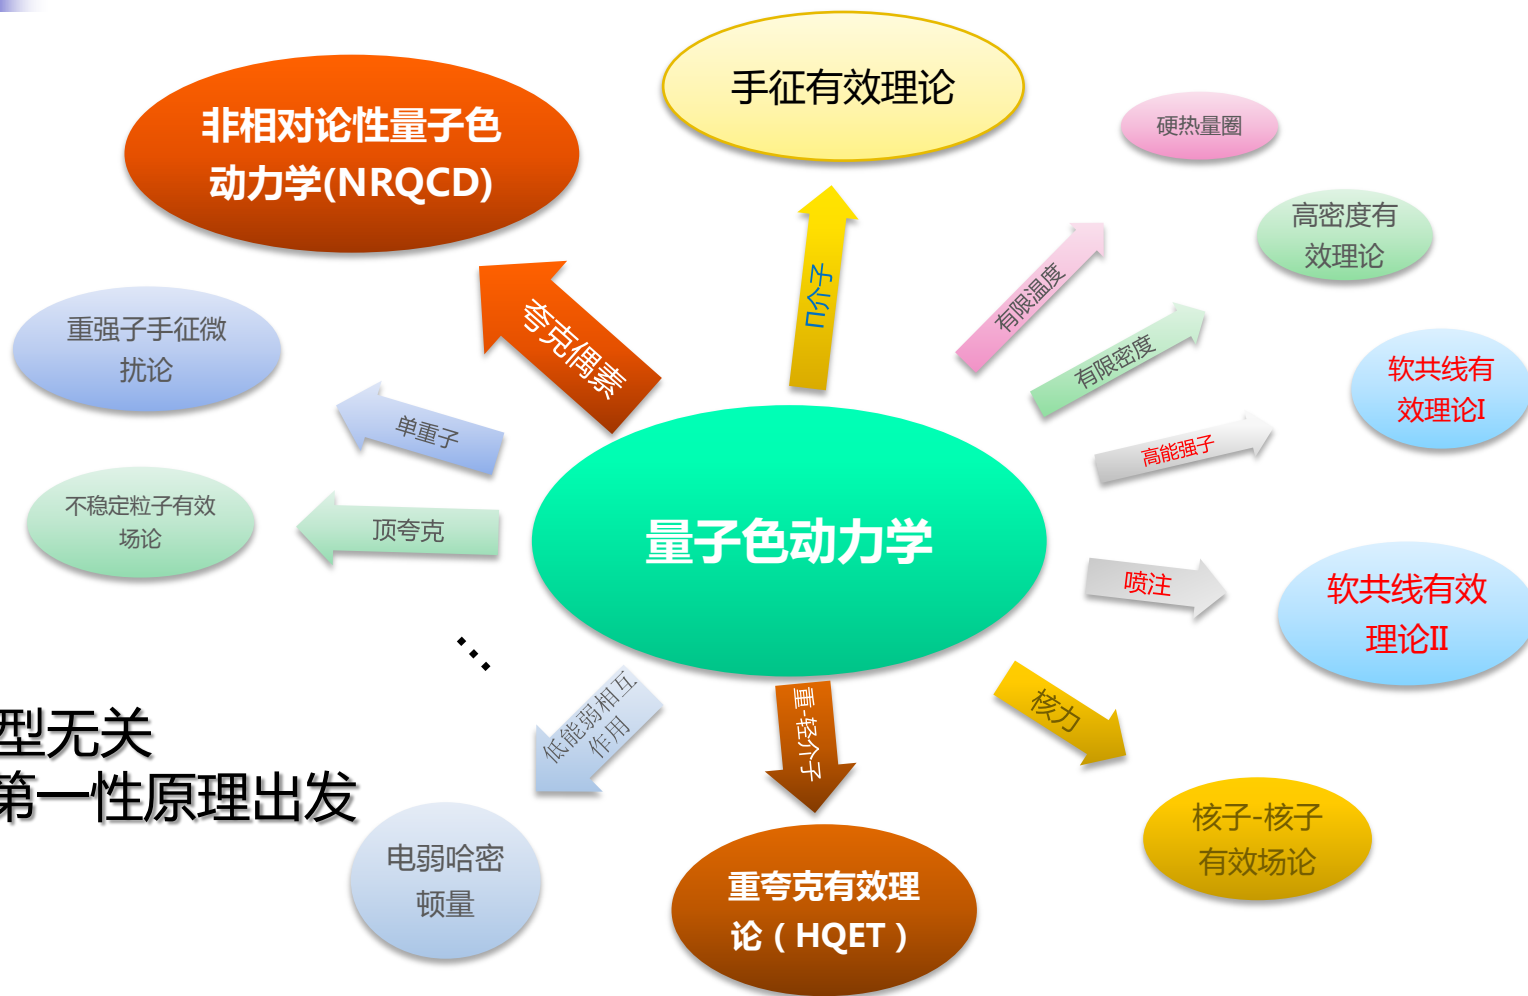 手征有效理论
非相对论性量子色
动力学(NRQCD)
硬热量圈
高密度有
效理论
重强子手征微
扰论
软共线有
效理论I
不稳定粒子有效
场论
软共线有效
理论II
夸克偶素
Π介子
有限温度
有限密度
单重子
高能强子
顶夸克
喷注
量子色动力学
...
低能弱相互
作用
重-轻介子
核力
型无关
第一性原理出发
电弱哈密
顿量
重夸克有效理
论（HQET）
核子-核子
有效场论